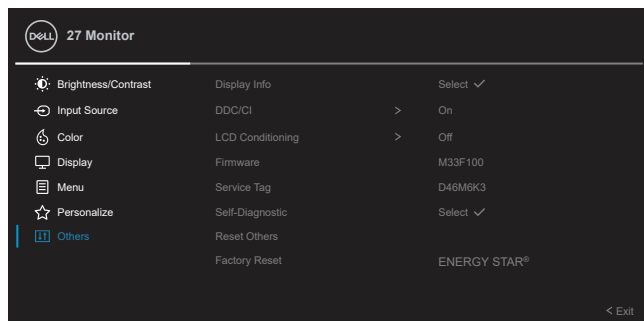 DELL 27 Monitor
Brightness/Contrast Display Info Select ✓
Input Source DDC/CI > On
Color LCD Conditioning > Off
Display Firmware M33F100
Menu Service Tag D46M6K3
Personalize Self-Diagnostic Select ✓
Others Reset Others
Factory Reset ENERGY STAR®
< Exit